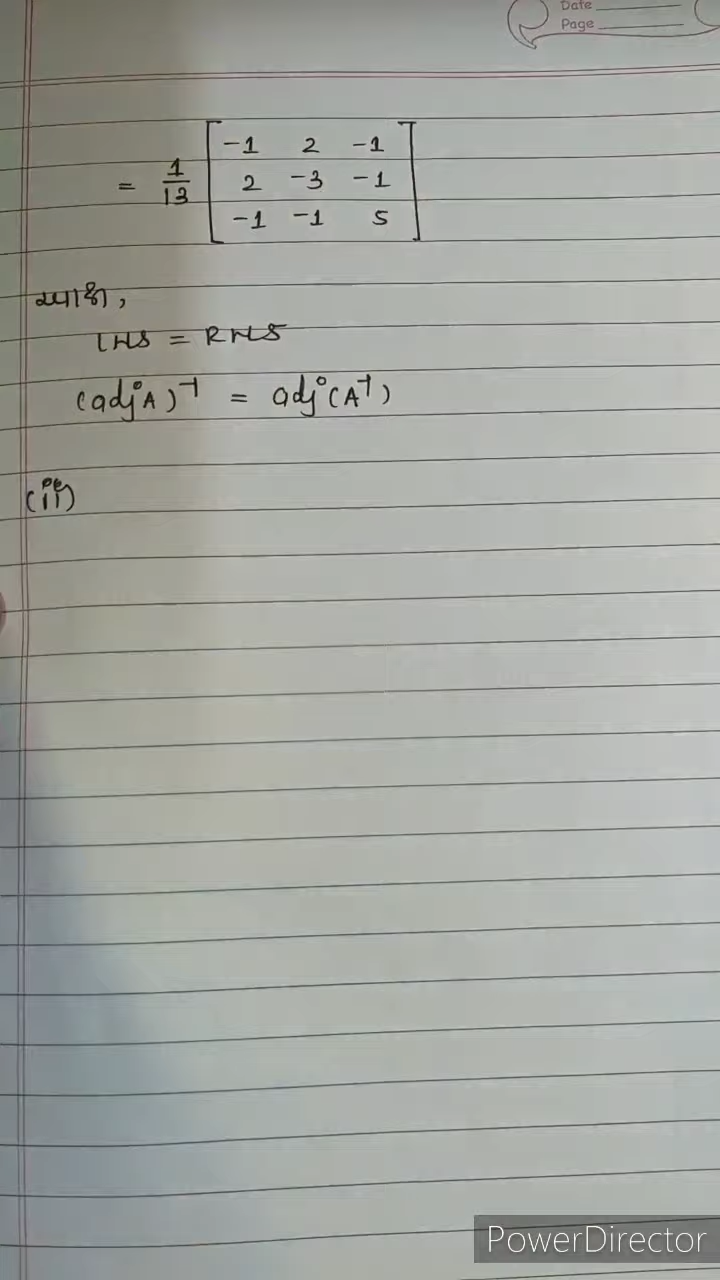 Date
Page
= 1/13 [ -1 2 -1
2 -3 -1
-1 -1 5 ]
LHS = RHS
(adj A)⁻¹ = adj (A⁻¹)
(ii)
PowerDirector